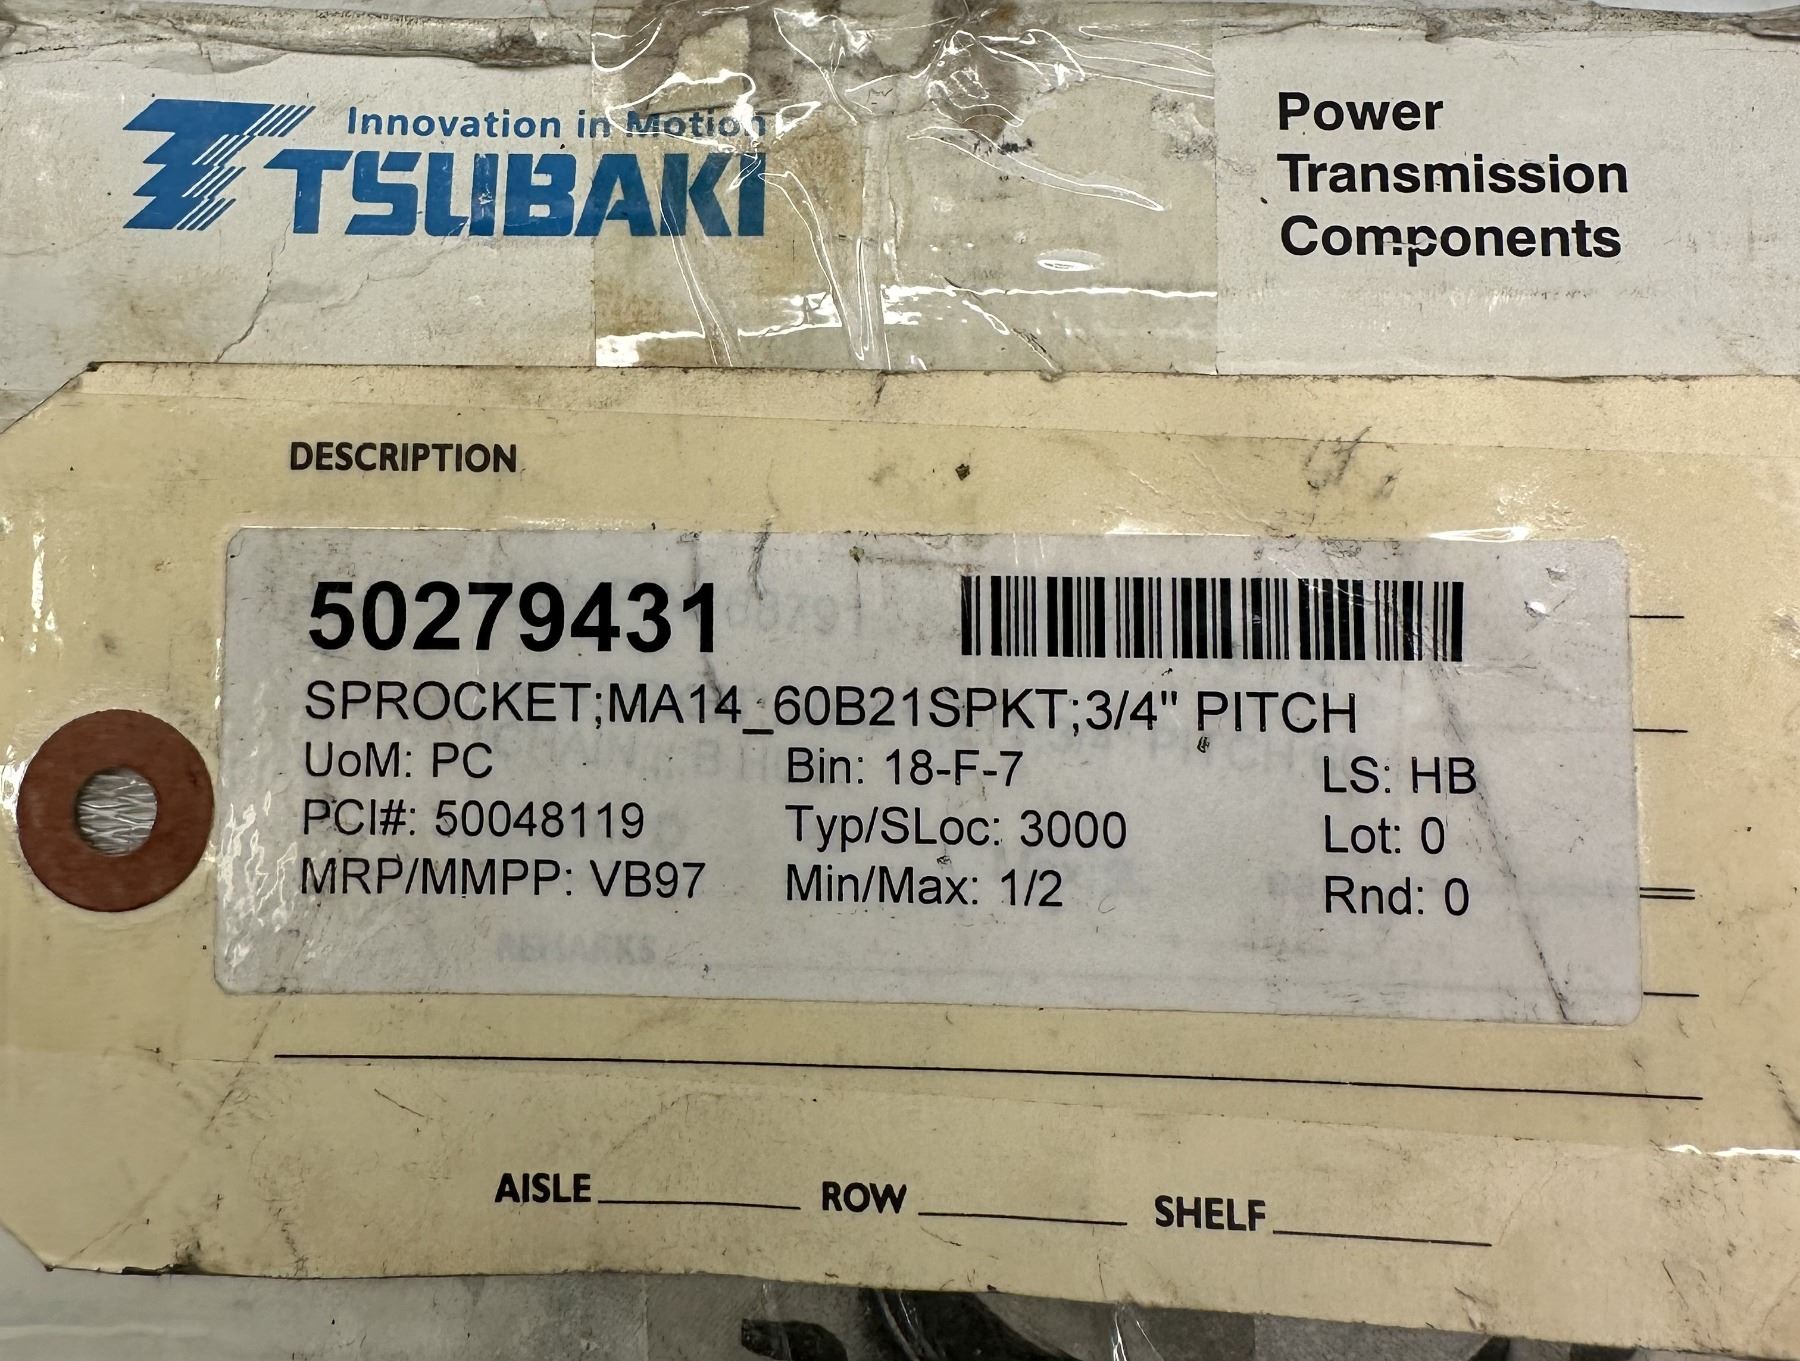 Innovation in Motion
TSUBAKI
Power
Transmission
Components
DESCRIPTION
50279431
SPROCKET;MA14_60B21SPKT;3/4" PITCH
UoM: PC Bin: 18-F-7 LS: HB
PCI#: 50048119 Typ/SLoc: 3000 Lot: 0
MRP/MMPP: VB97 Min/Max: 1/2 Rnd: 0
REMARKS
AISLE ROW SHELF